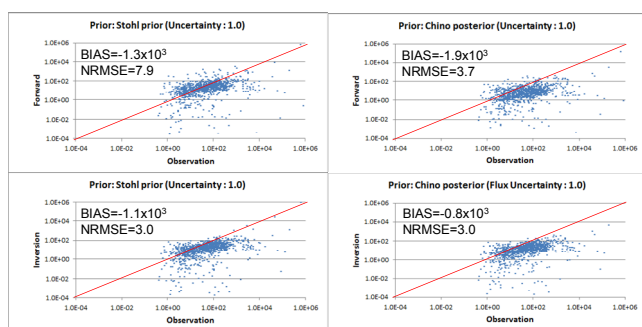 Prior: Stohl prior (Uncertainty : 1.0)
BIAS=-1.3x10³
NRMSE=7.9
1.0E+06
1.0E+04
1.0E+02
1.0E+00
1.0E-02
1.0E-04
Forward
1.0E-04 1.0E-02 1.0E+00 1.0E+02 1.0E+04 1.0E+06
Observation
Prior: Chino posterior (Uncertainty : 1.0)
BIAS=-1.9x10³
NRMSE=3.7
1.0E+06
1.0E+04
1.0E+02
1.0E+00
1.0E-02
1.0E-04
Forward
1.0E-04 1.0E-02 1.0E+00 1.0E+02 1.0E+04 1.0E+06
Observation
Prior: Stohl prior (Uncertainty : 1.0)
BIAS=-1.1x10³
NRMSE=3.0
1.0E+06
1.0E+04
1.0E+02
1.0E+00
1.0E-02
1.0E-04
Inversion
1.0E-04 1.0E-02 1.0E+00 1.0E+02 1.0E+04 1.0E+06
Observation
Prior: Chino posterior (Flux Uncertainty : 1.0)
BIAS=-0.8x10³
NRMSE=3.0
1.0E+06
1.0E+04
1.0E+02
1.0E+00
1.0E-02
1.0E-04
Inversion
1.0E-04 1.0E-02 1.0E+00 1.0E+02 1.0E+04 1.0E+06
Observation